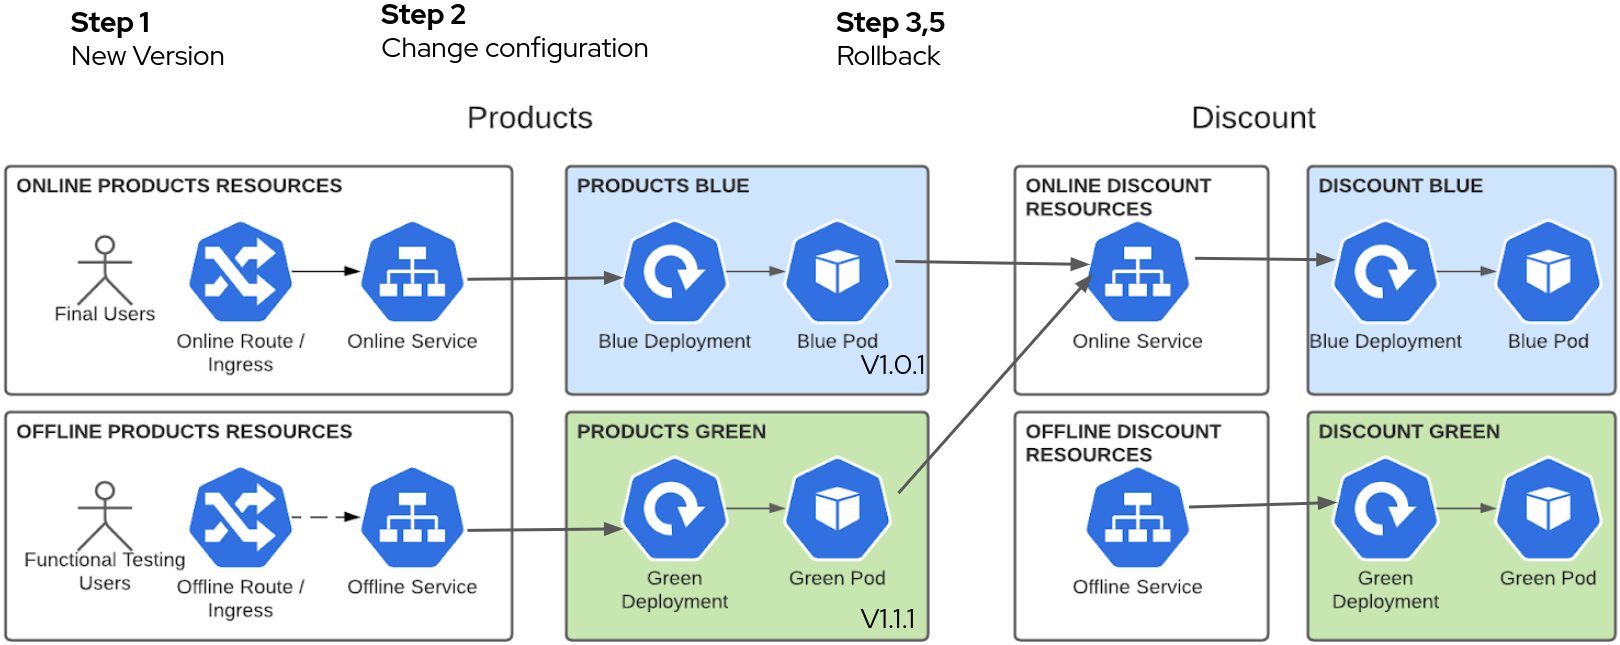 Step 1
New Version
Step 2
Change configuration
Step 3,5
Rollback
Products
Discount
ONLINE PRODUCTS RESOURCES
Final Users
Online Route /
Ingress
Online Service
PRODUCTS BLUE
Blue Deployment
Blue Pod
V1.0.1
ONLINE DISCOUNT
RESOURCES
Online Service
DISCOUNT BLUE
Blue Deployment
Blue Pod
OFFLINE PRODUCTS RESOURCES
Functional Testing
Users
Offline Route /
Ingress
Offline Service
PRODUCTS GREEN
Green
Deployment
Green Pod
V1.1.1
OFFLINE DISCOUNT
RESOURCES
Offline Service
DISCOUNT GREEN
Green
Deployment
Green Pod